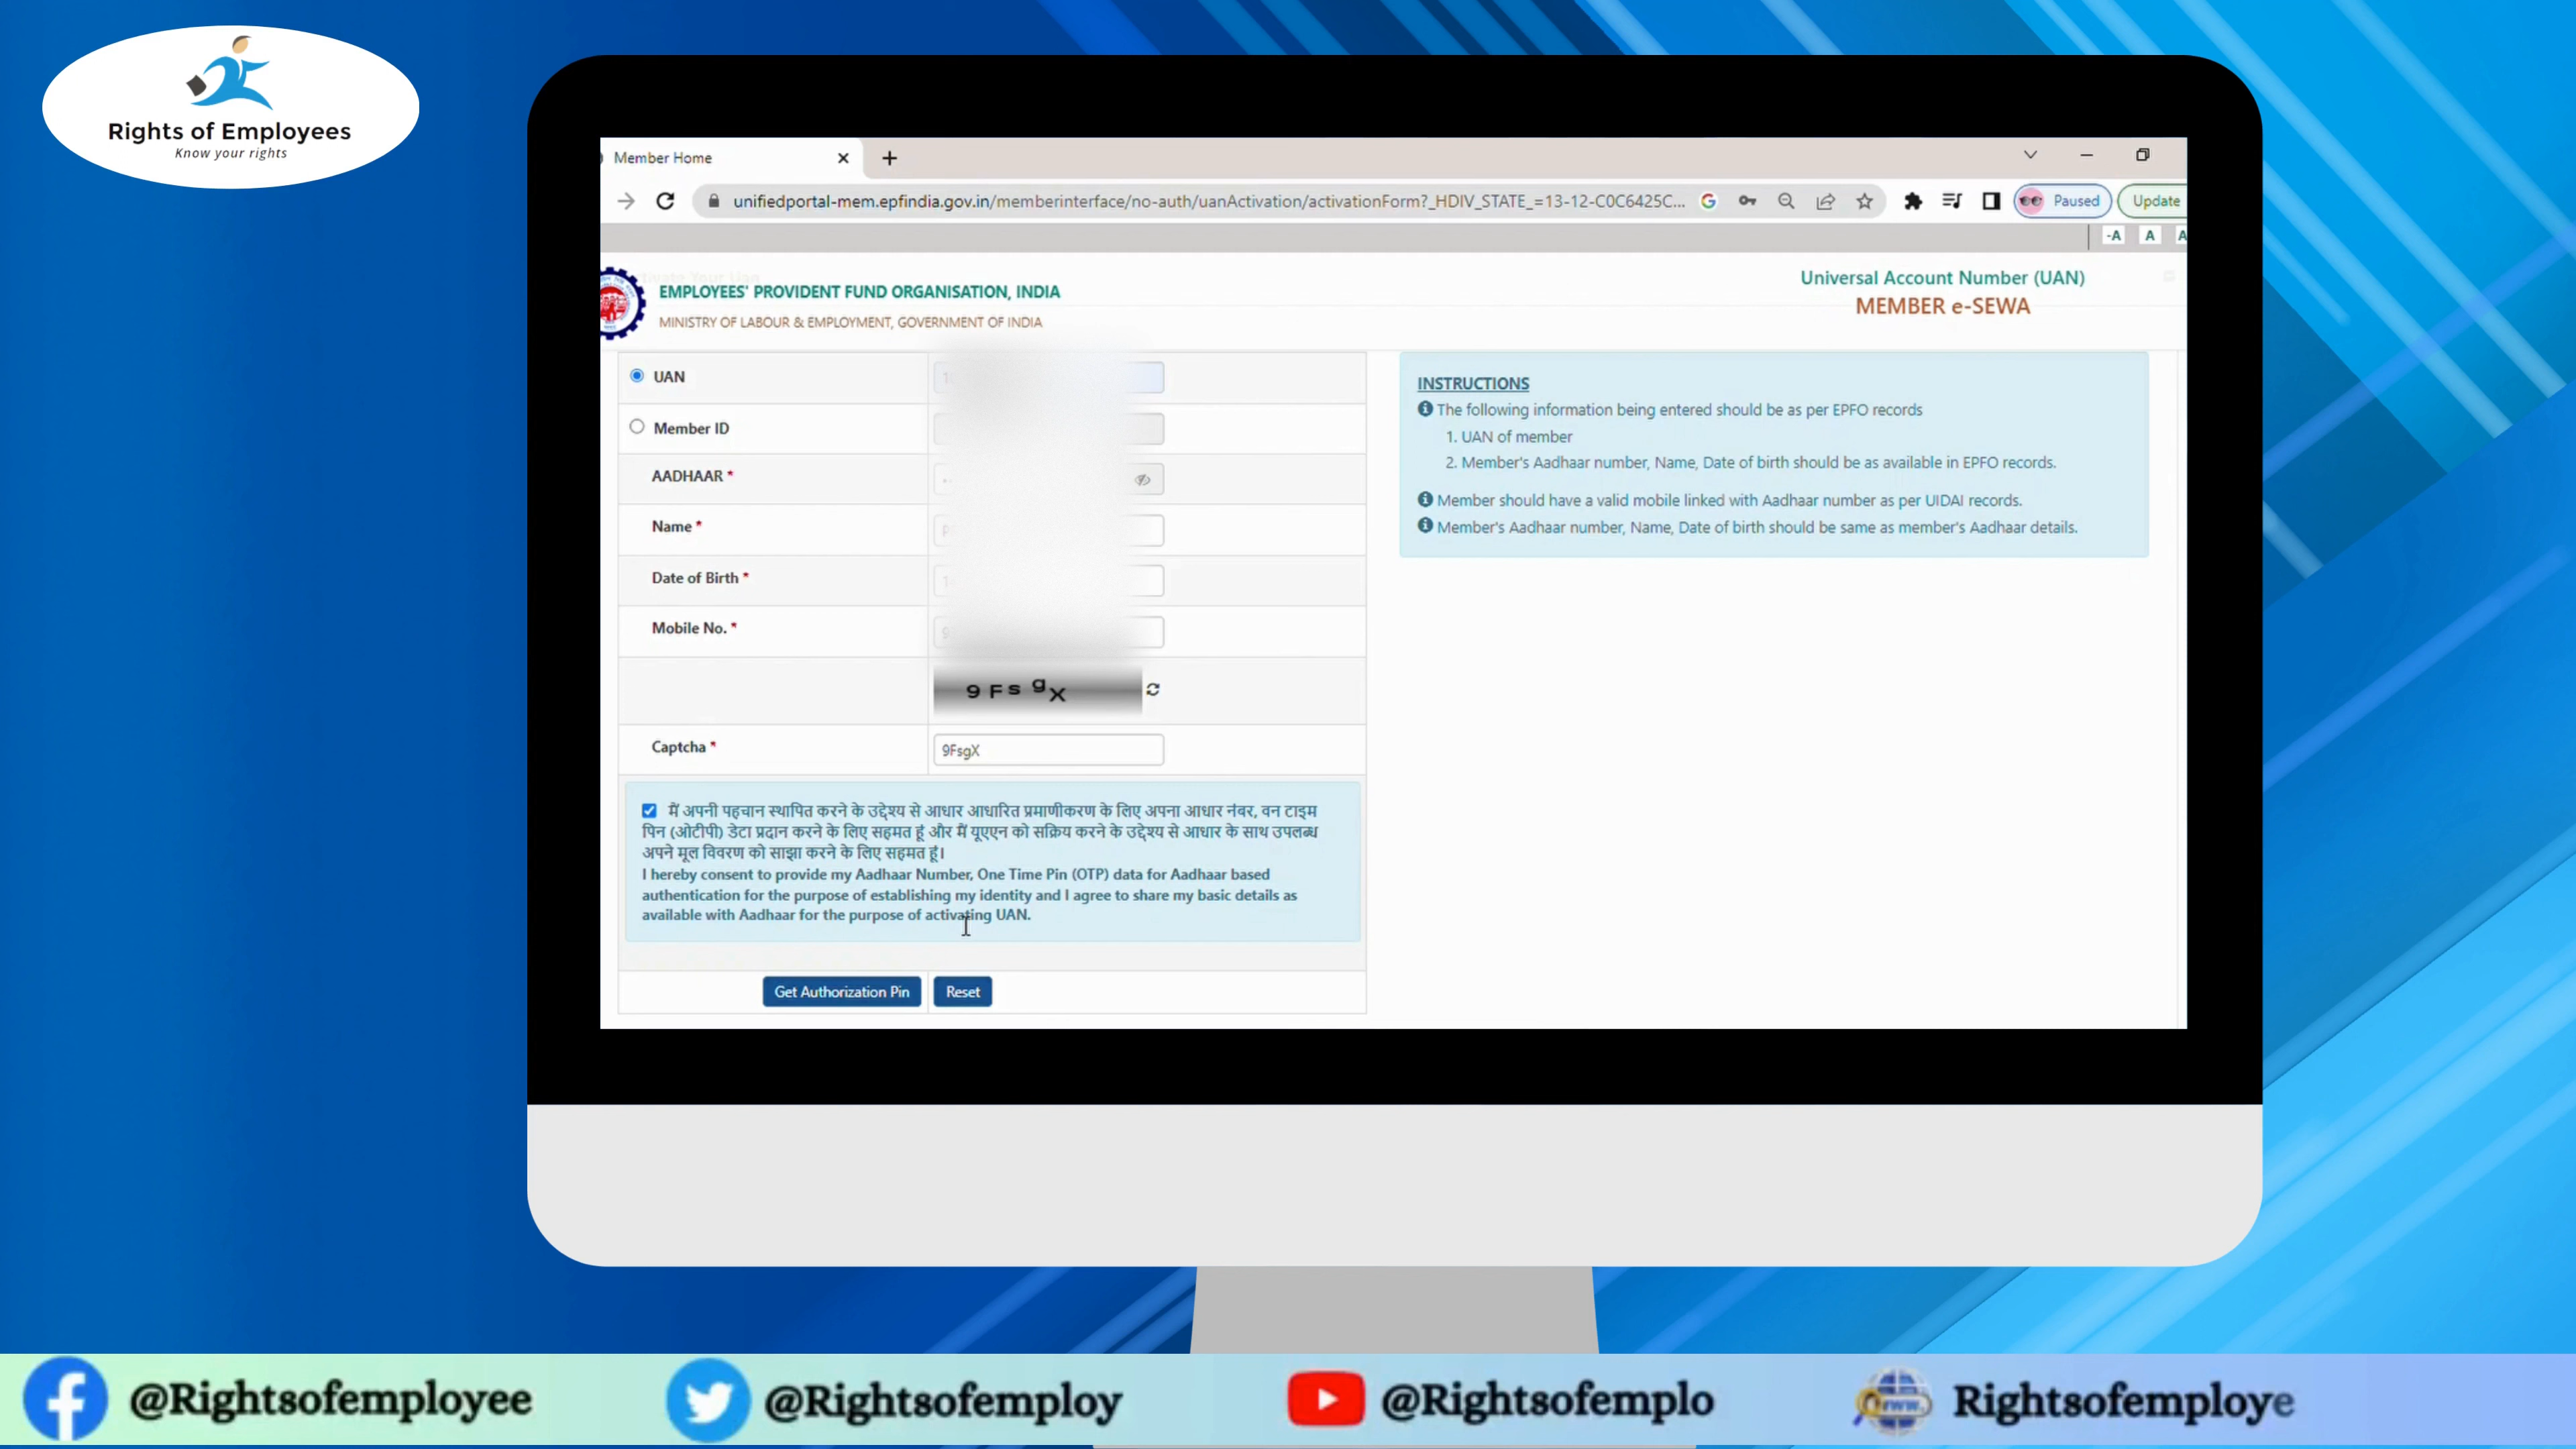 Rights of Employees
Know your rights
Member Home
unifiedportal-mem.epfindia.gov.in/memberinterface/no-auth/uanActivation/activationForm?_HDIV_STATE_=13-12-C0C6425C...
Paused
Update
-A A A
EMPLOYEES' PROVIDENT FUND ORGANISATION, INDIA
MINISTRY OF LABOUR & EMPLOYMENT, GOVERNMENT OF INDIA
Universal Account Number (UAN)
MEMBER e-SEWA
UAN
Member ID
AADHAAR *
Name *
Date of Birth *
Mobile No. *
9FsgX
Captcha *
9FsgX
मैं अपनी पहचान स्थापित करने के उद्देश्य से आधार आधारित प्रमाणीकरण के लिए अपना आधार नंबर, वन टाइम
पिन (ओटीपी) डेटा प्रदान करने के लिए सहमत हूं और मैं यूएएन को सक्रिय करने के उद्देश्य से आधार के साथ उपलब्ध
अपने मूल विवरण को साझा करने के लिए सहमत हूं।
I hereby consent to provide my Aadhaar Number, One Time Pin (OTP) data for Aadhaar based
authentication for the purpose of establishing my identity and I agree to share my basic details as
available with Aadhaar for the purpose of activating UAN.
Get Authorization Pin
Reset
INSTRUCTIONS
The following information being entered should be as per EPFO records
1. UAN of member
2. Member's Aadhaar number, Name, Date of birth should be as available in EPFO records.
Member should have a valid mobile linked with Aadhaar number as per UIDAI records.
Member's Aadhaar number, Name, Date of birth should be same as member's Aadhaar details.
@Rightsofemployee
@Rightsofemploy
@Rightsofemplo
www.
Rightsofemploye